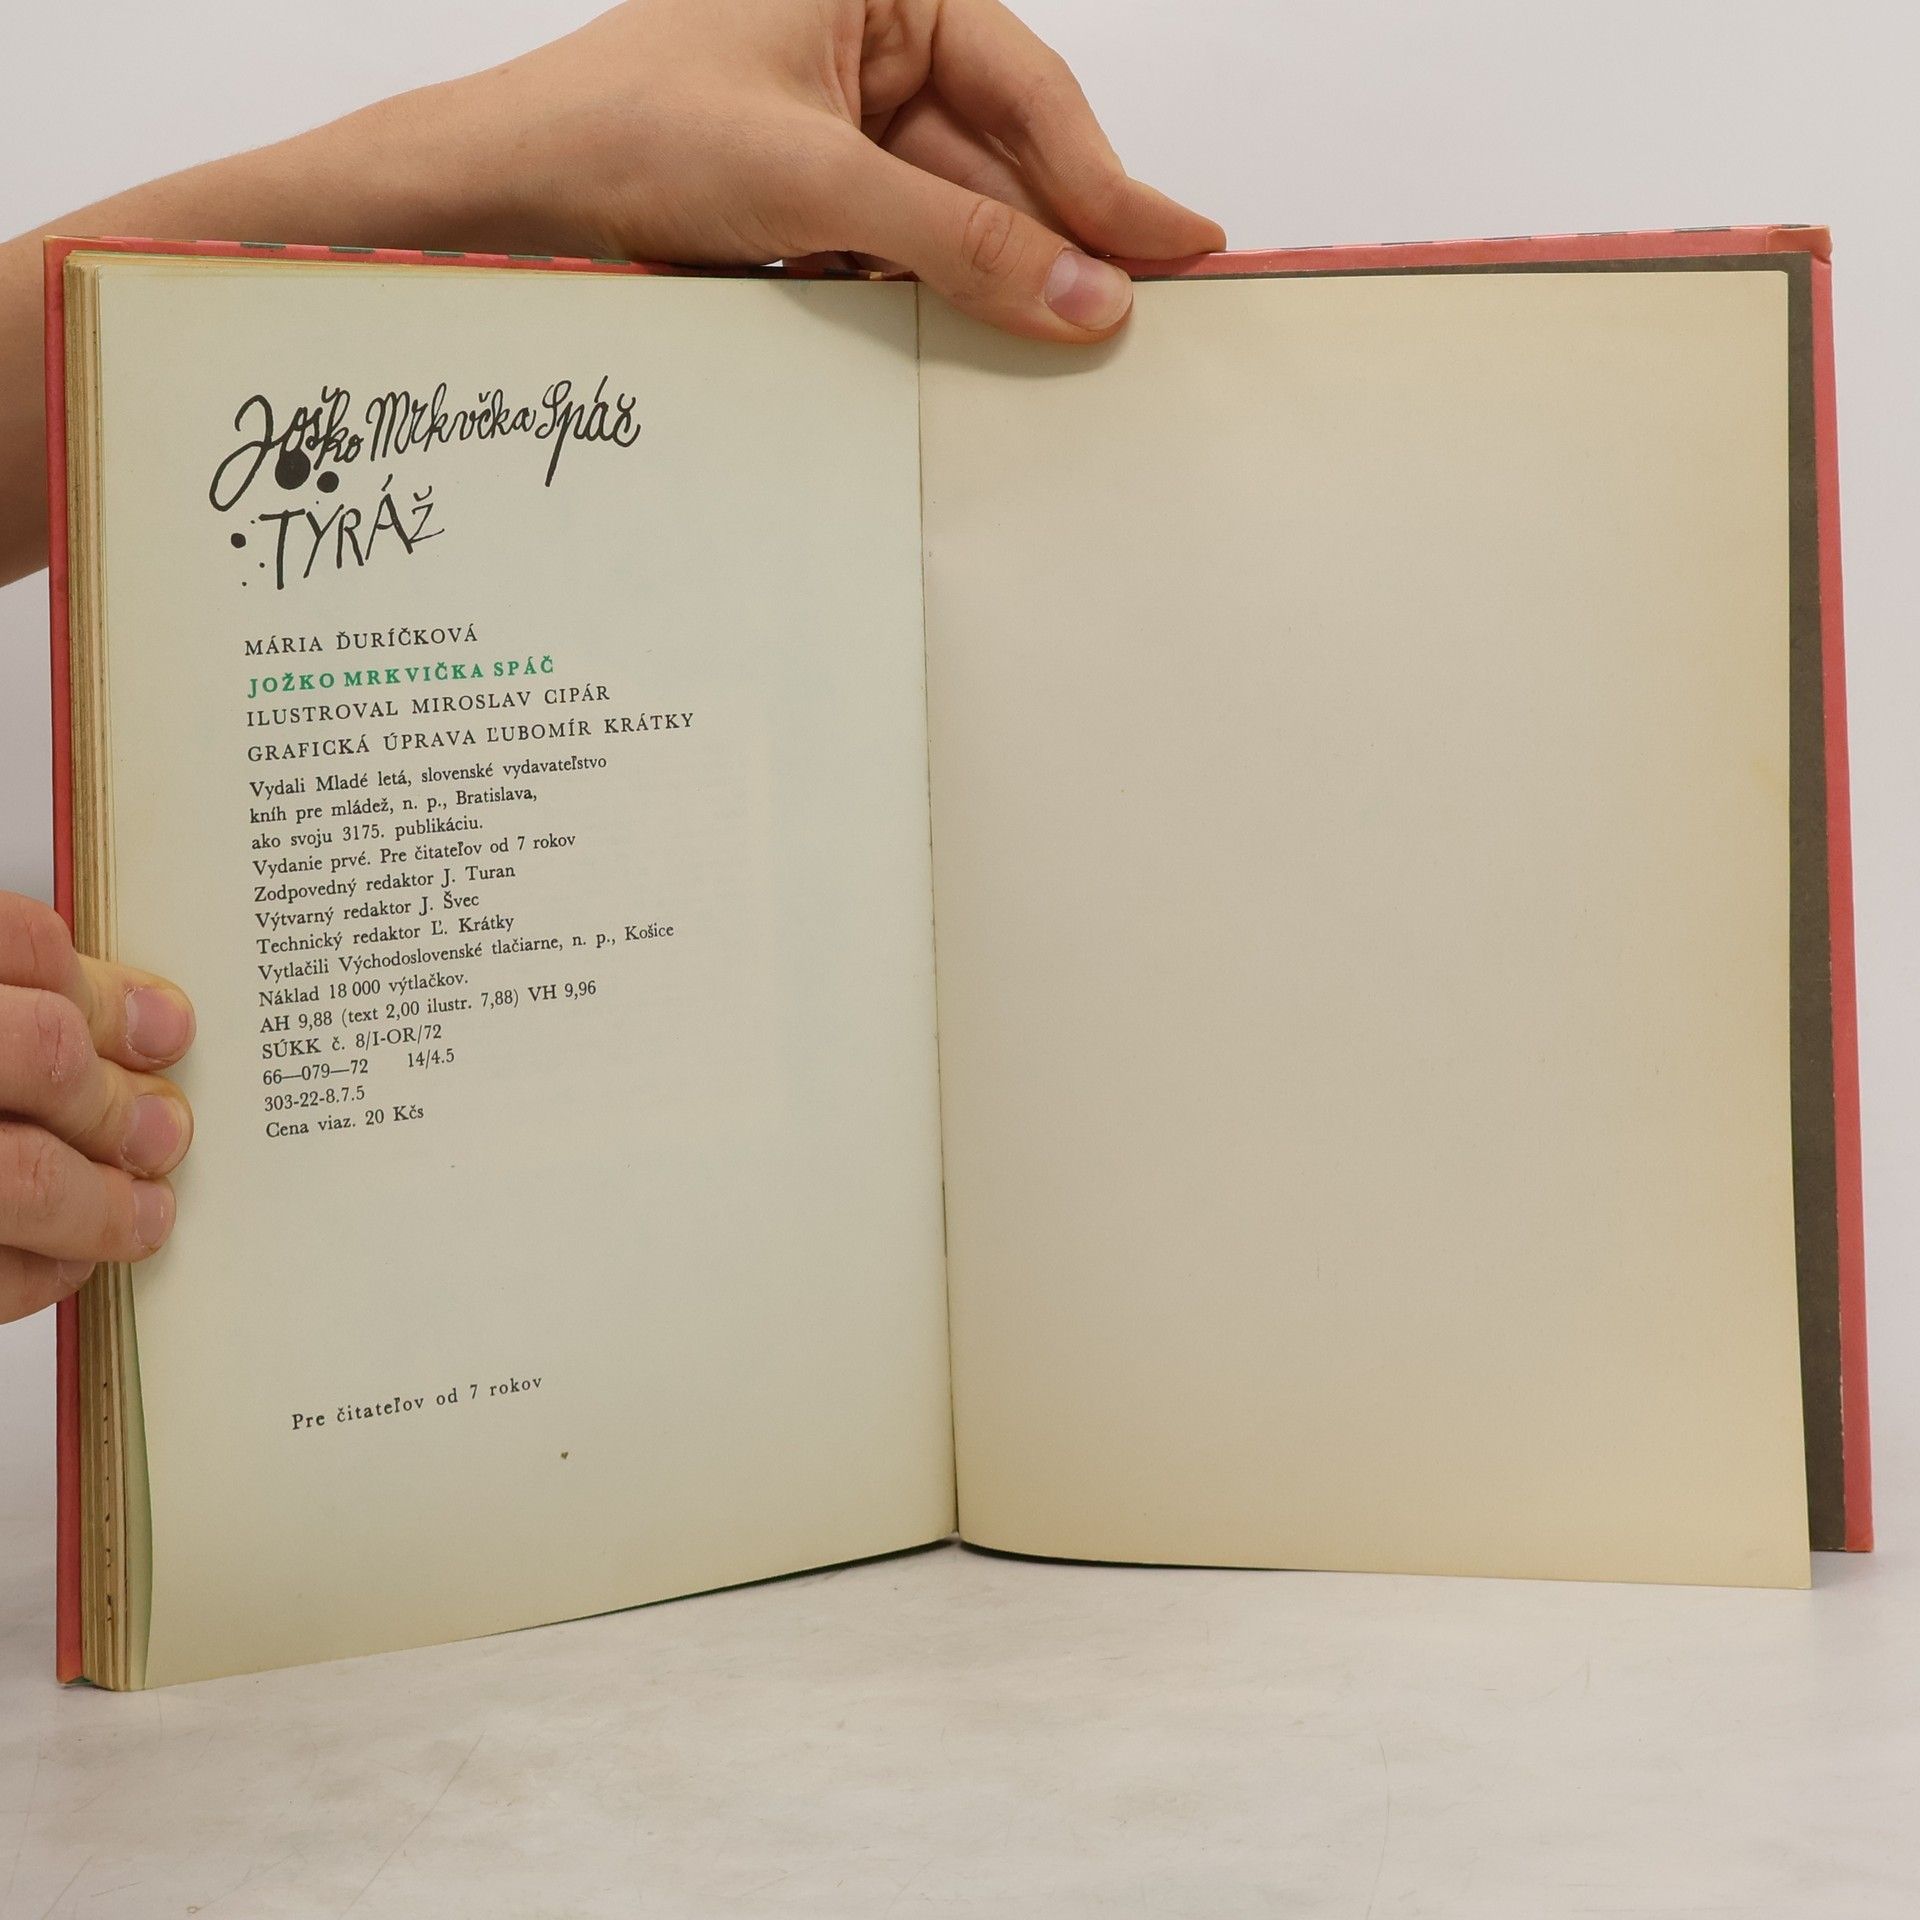 Joško Mrkvčka Spáč
TYRÁŽ
MÁRIA ĎURÍČKOVÁ
JOŽKO MRKVIČKA SPÁČ
ILUSTROVAL MIROSLAV CIPÁR
GRAFICKÁ ÚPRAVA ĽUBOMÍR KRÁTKY
Vydali Mladé letá, slovenské vydavateľstvo
kníh pre mládež, n. p., Bratislava,
ako svoju 3175. publikáciu.
Vydanie prvé. Pre čitateľov od 7 rokov
Zodpovedný redaktor J. Turan
Výtvarný redaktor J. Švec
Technický redaktor Ľ. Krátky
Vytlačili Východoslovenské tlačiarne, n. p., Košice
Náklad 18 000 výtlačkov.
AH 9,88 (text 2,00 ilustr. 7,88) VH 9,96
SÚKK č. 8/I-OR/72
66—079—72 14/4.5
303-22-8.7.5
Cena viaz. 20 Kčs
Pre čitateľov od 7 rokov